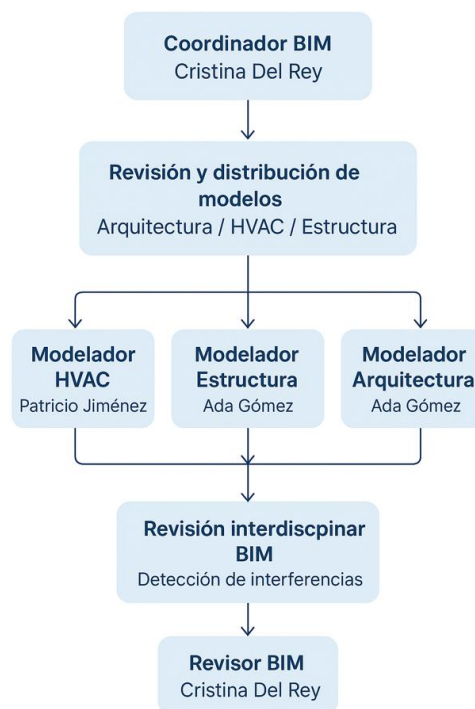 Coordinador BIM
Cristina Del Rey
Revisión y distribución de
modelos
Arquitectura / HVAC / Estructura
Modelador
HVAC
Patricio Jiménez
Modelador
Estructura
Ada Gómez
Modelador
Arquitectura
Ada Gómez
Revisión interdiscpinar
BIM
Detección de interferencias
Revisor BIM
Cristina Del Rey